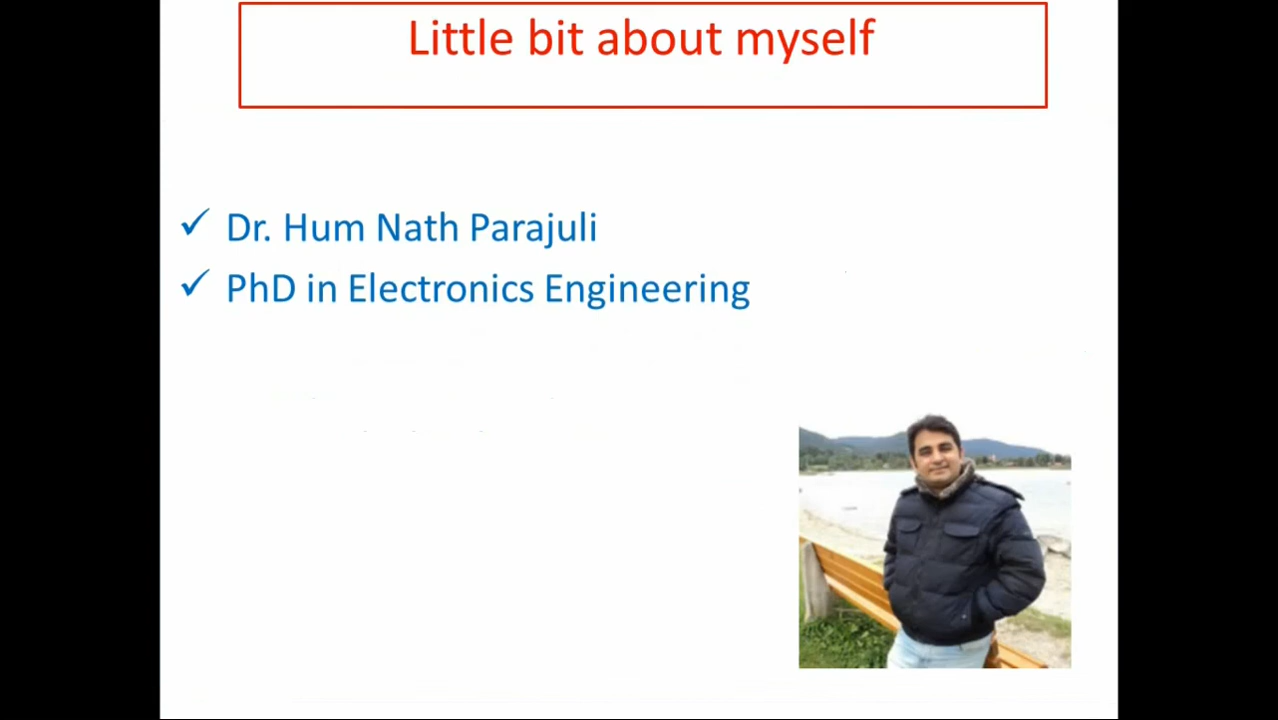 Little bit about myself
Dr. Hum Nath Parajuli
PhD in Electronics Engineering